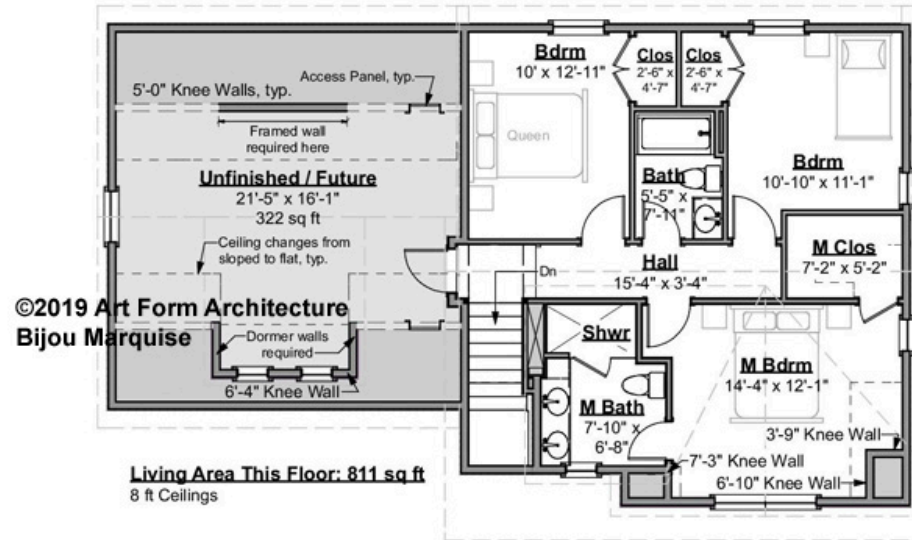 Bdrm
10' x 12'-11"
Clos
2'-6" x
4'-7"
Clos
2'-6" x
4'-7"
Access Panel, typ.
5'-0" Knee Walls, typ.
Framed wall
required here
Queen
Bdrm
10'-10" x 11'-1"
Unfinished / Future
21'-5" x 16'-1"
322 sq ft
Bath
5'-5" x
7'-11"
Ceiling changes from
sloped to flat, typ.
M Clos
7'-2" x 5'-2"
Dn
Hall
15'-4" x 3'-4"
©2019 Art Form Architecture
Bijou Marquise
Dormer walls
required
Shwr
M Bdrm
14'-4" x 12'-1"
6'-4" Knee Wall
M Bath
7'-10" x
6'-8"
3'-9" Knee Wall
7'-3" Knee Wall
6'-10" Knee Wall
Living Area This Floor: 811 sq ft
8 ft Ceilings